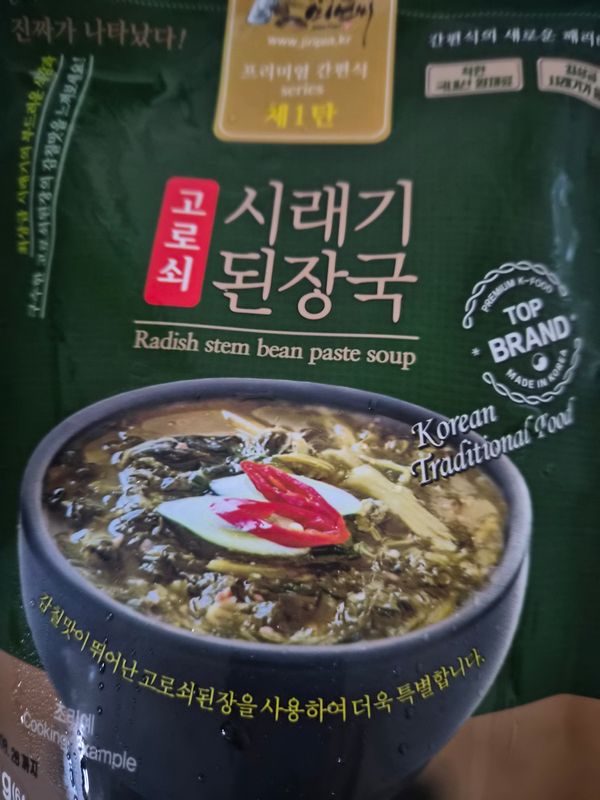 진짜가 나타났다!
www.jirpas.kr
프리미엄 간편식
series
제1탄
간편식의 새로운 패러
고로쇠
시래기
된장국
Radish stem bean paste soup
PREMIUM K-FOOD
TOP
BRAND
MADE IN KOREA
Korean
Traditional Food
감칠맛이 뛰어난 고로쇠된장을 사용하여 더욱 특별합니다.
조리예
Cooking Example